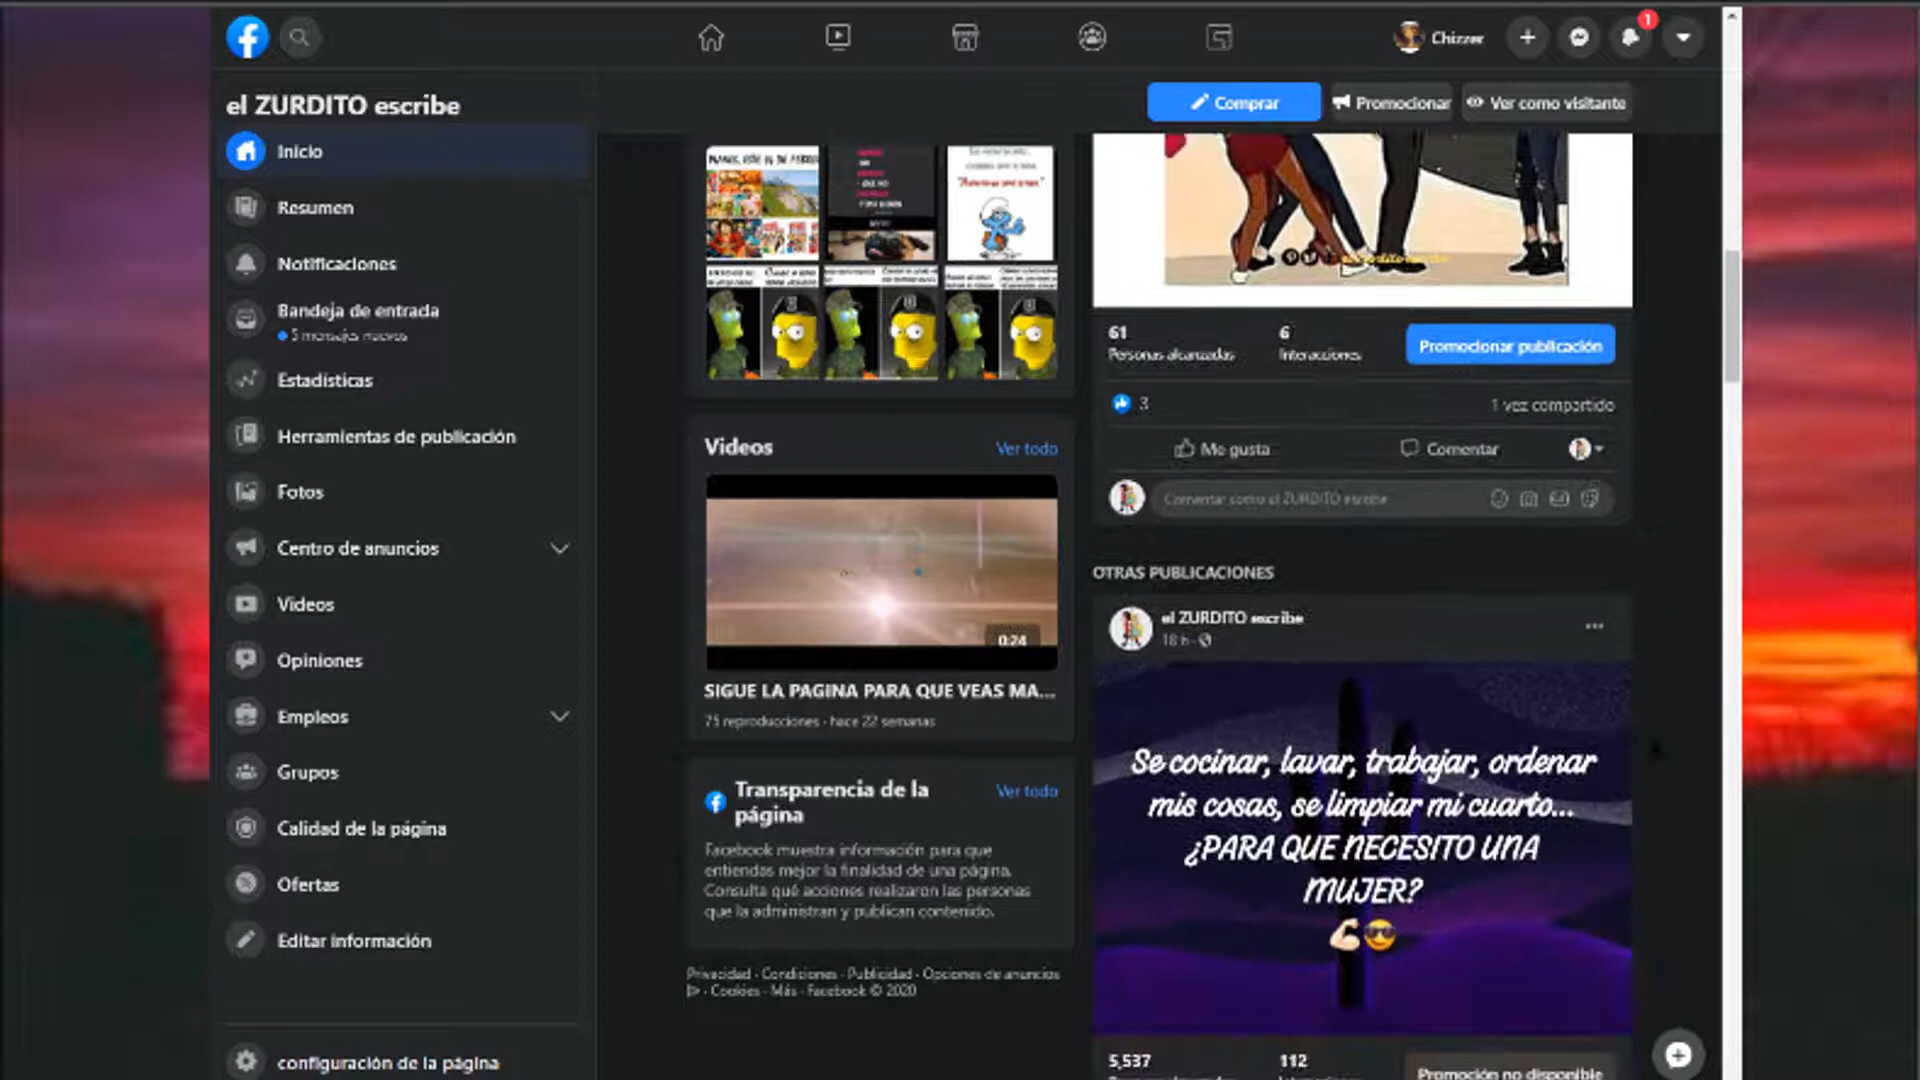 Chizzer
1
el ZURDITO escribe
Comprar
Promocionar
Ver como visitante
Inicio
Resumen
Notificaciones
Bandeja de entrada
5 mensajes nuevos
Estadísticas
Herramientas de publicación
Fotos
Centro de anuncios
Videos
Opiniones
Empleos
Grupos
Calidad de la página
Ofertas
Editar información
configuración de la página
Videos
Ver todo
0:24
SIGUE LA PAGINA PARA QUE VEAS MA...
75 reproducciones · hace 22 semanas
Transparencia de la
página
Ver todo
Facebook muestra información para que
entiendas mejor la finalidad de una página.
Consulta qué acciones realizaron las personas
que la administran y publican contenido.
Privacidad · Condiciones · Publicidad · Opciones de anuncios
· Cookies · Más · Facebook © 2020
61
Personas alcanzadas
6
Interacciones
Promocionar publicación
3
1 vez compartido
Me gusta
Comentar
Comentar como el ZURDITO escribe
OTRAS PUBLICACIONES
el ZURDITO escribe
18 h ·
Se cocinar, lavar, trabajar, ordenar
mis cosas, se limpiar mi cuarto...
¿PARA QUE NECESITO UNA
MUJER?
💪🏻😎
5,537
112
Promoción no disponible